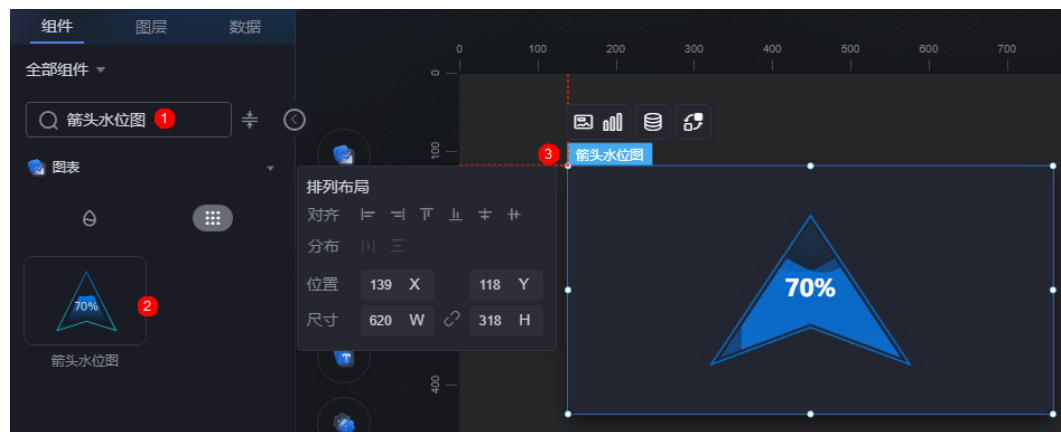 组件 图层 数据
全部组件
箭头水位图 1
图表
70%
2
箭头水位图
0 100 200 300 400 500 600 700
0
100
400
排列布局
对齐
分布
位置 139 X 118 Y
尺寸 620 W 318 H
T
3
箭头水位图
70%